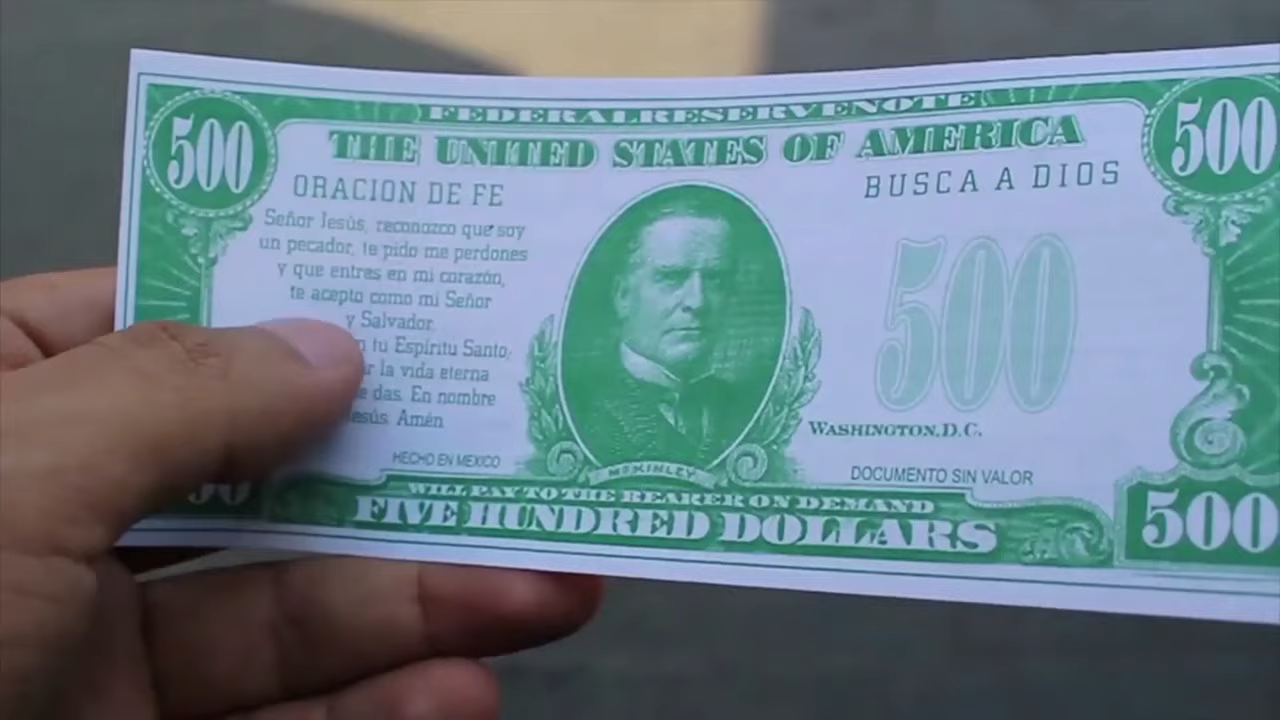 FEDERAL RESERVE NOTE
THE UNITED STATES OF AMERICA
500
500
ORACION DE FE
BUSCA A DIOS
Señor Jesús, reconozco que soy
un pecador, te pido me perdones
y que entres en mi corazón,
te acepto como mi Señor
y Salvador.
tu Espíritu Santo;
la vida eterna
das. En nombre
Jesús. Amén
500
WASHINGTON, D.C.
HECHO EN MEXICO
MCKINLEY
DOCUMENTO SIN VALOR
WILL PAY TO THE BEARER ON DEMAND
FIVE HUNDRED DOLLARS
500